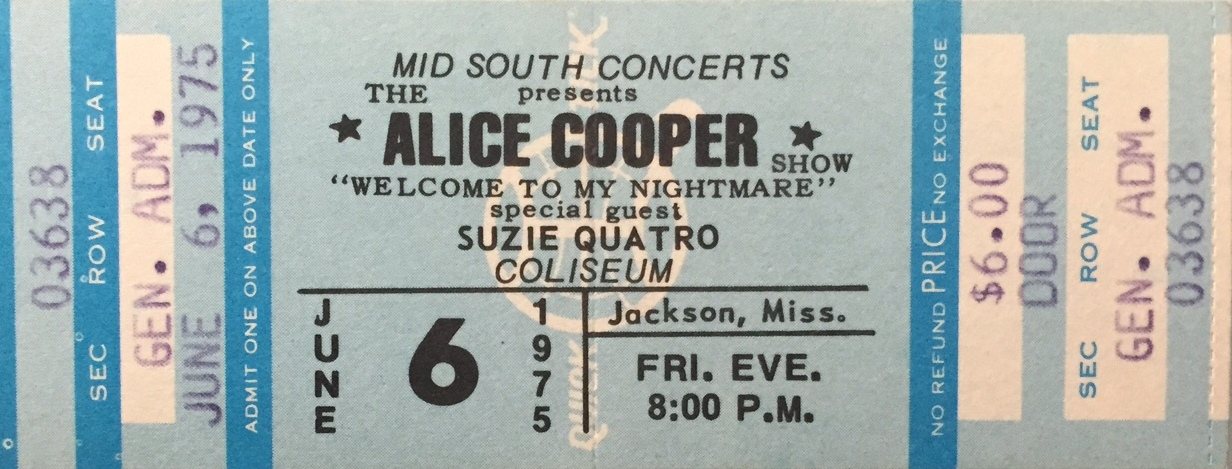 03638
SEC ROW SEAT
GEN. ADM.
JUNE 6, 1975
ADMIT ONE ON ABOVE DATE ONLY
MID SOUTH CONCERTS
THE presents
★ ALICE COOPER ★ SHOW
"WELCOME TO MY NIGHTMARE"
special guest
SUZIE QUATRO
COLISEUM
JUNE 6 1975
Jackson, Miss.
FRI. EVE.
8:00 P.M.
NO REFUND PRICE NO EXCHANGE
$6.00
DOOR
SEC ROW SEAT
GEN. ADM.
03638